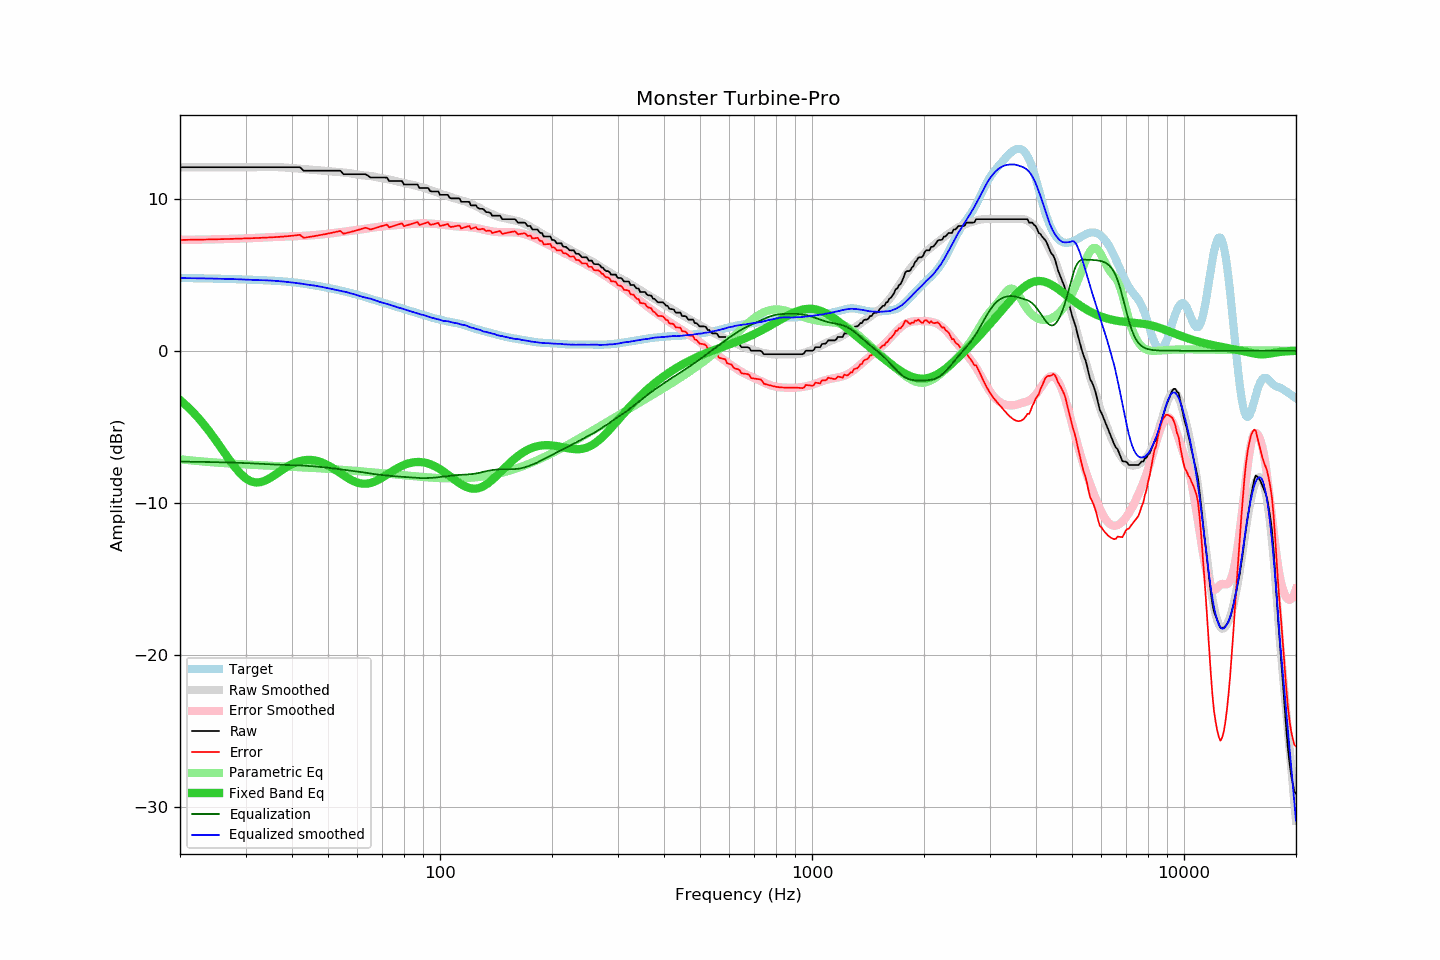 Monster Turbine-Pro
10
0
−10
−20
−30
Amplitude (dBr)
Target
Raw Smoothed
Error Smoothed
Raw
Error
Parametric Eq
Fixed Band Eq
Equalization
Equalized smoothed
100 1000 10000
Frequency (Hz)